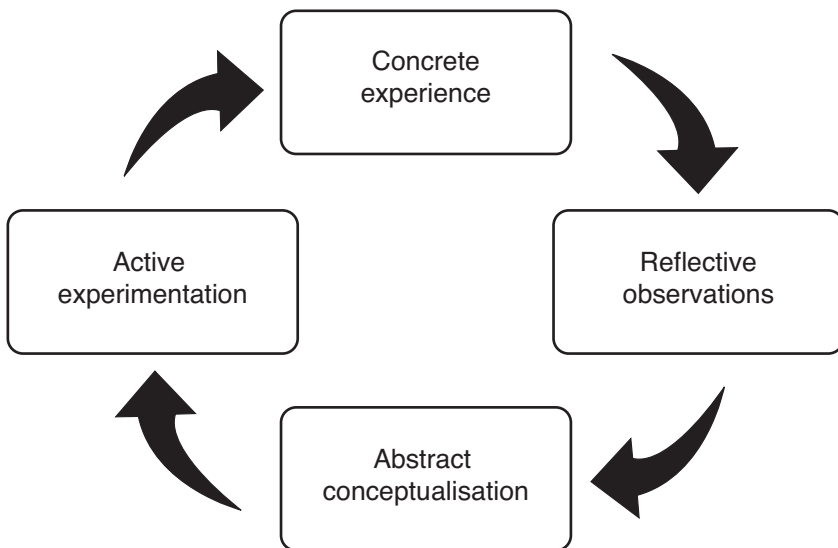 Concrete
experience
Active
experimentation
Reflective
observations
Abstract
conceptualisation